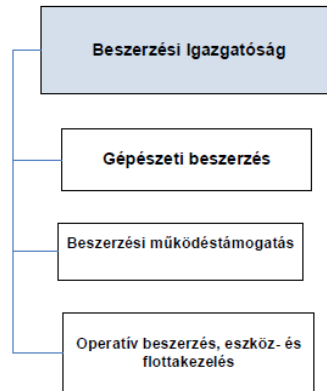 Beszerzési Igazgatóság
Gépészeti beszerzés
Beszerzési működéstámogatás
Operatív beszerzés, eszköz- és
flottakezelés